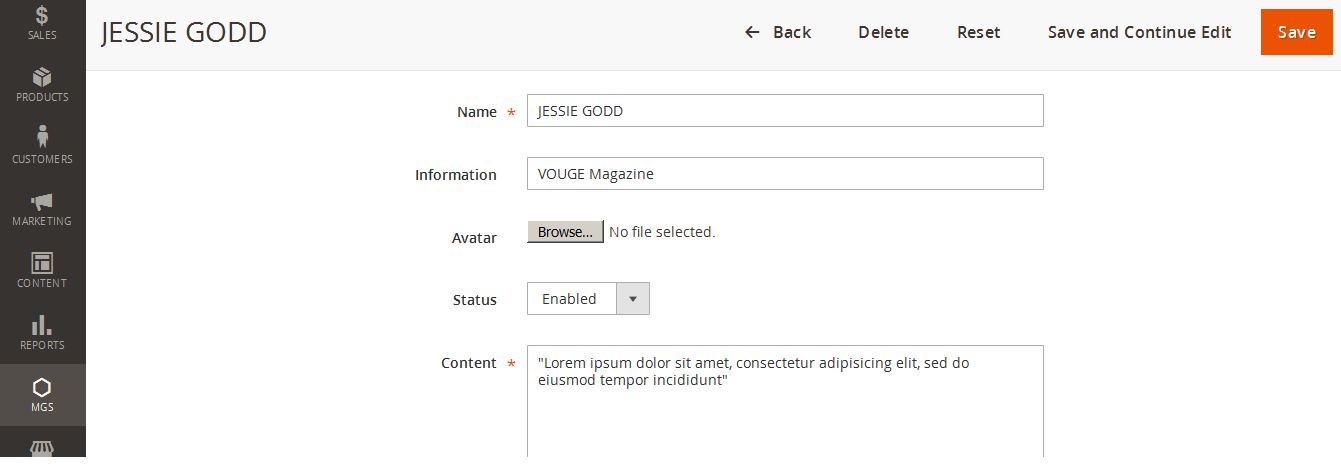 SALES
PRODUCTS
CUSTOMERS
MARKETING
CONTENT
REPORTS
MGS
JESSIE GODD
Back Delete Reset Save and Continue Edit Save
Name * JESSIE GODD
Information VOUGE Magazine
Avatar Browse... No file selected.
Status Enabled
Content * "Lorem ipsum dolor sit amet, consectetur adipisicing elit, sed do
eiusmod tempor incididunt"